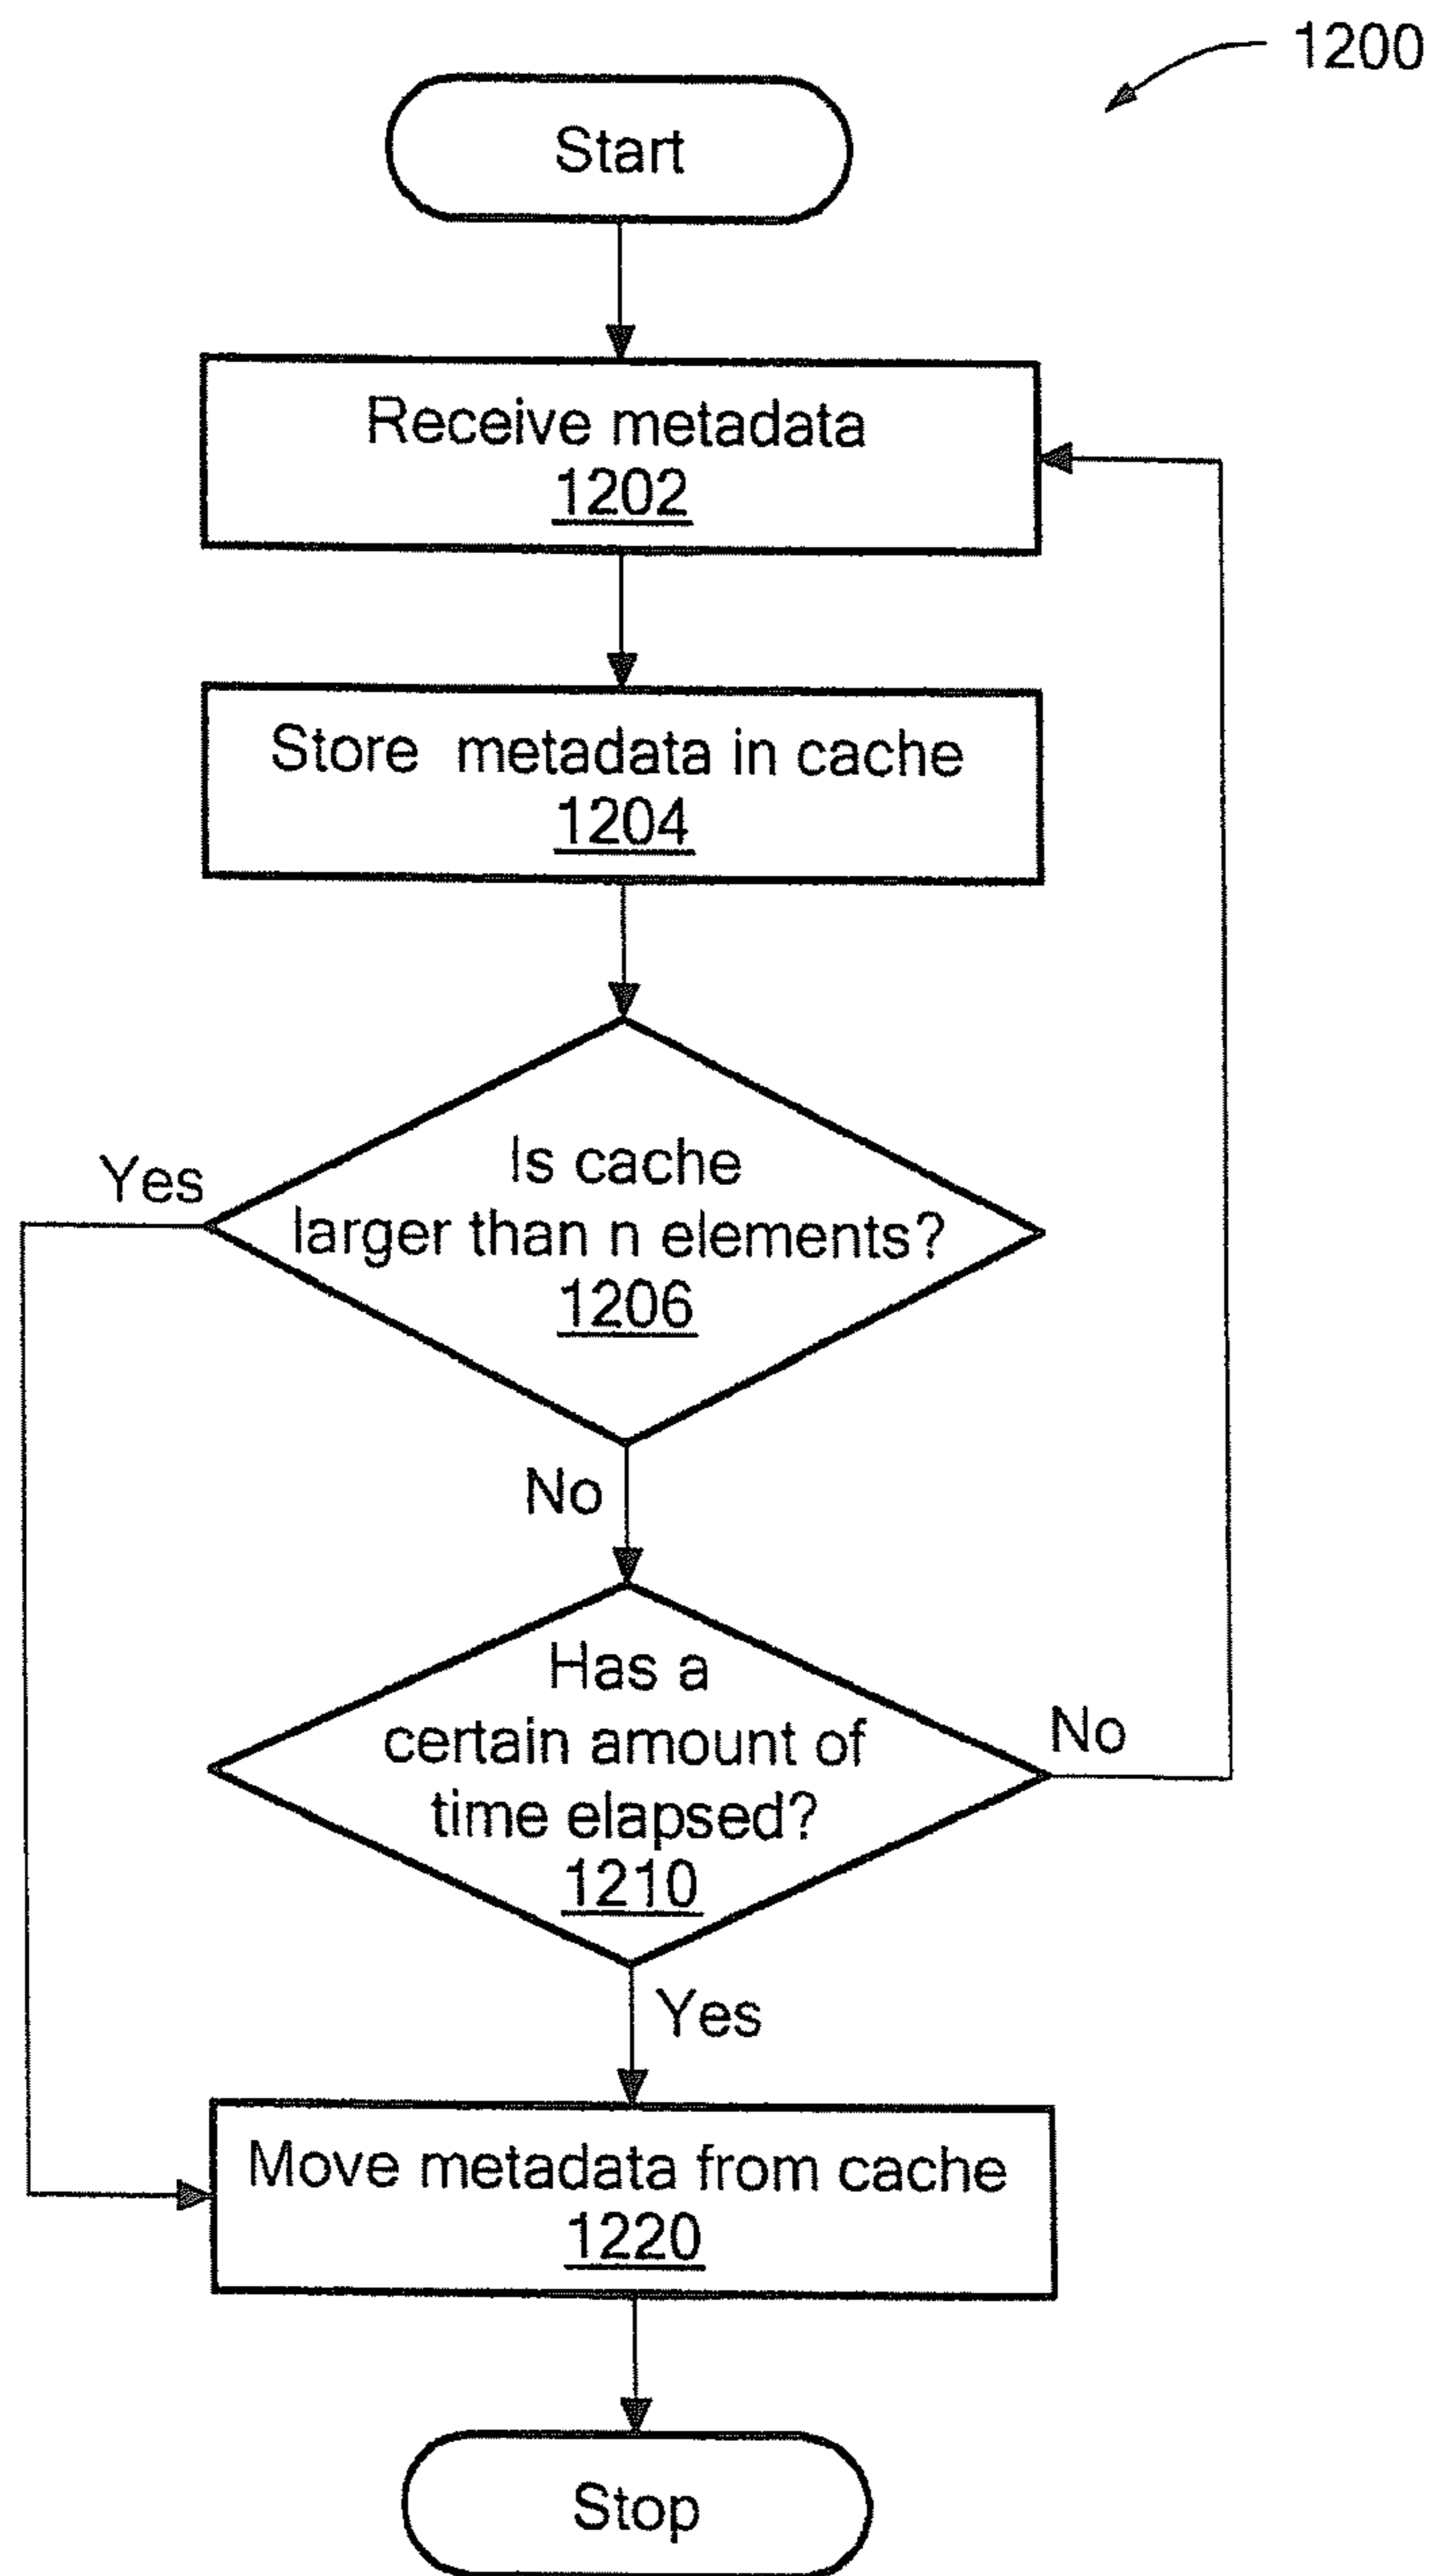 1200
Start
Receive metadata
1202
Store metadata in cache
1204
Is cache
larger than n elements?
1206
Yes
No
Has a
certain amount of
time elapsed?
1210
No
Yes
Move metadata from cache
1220
Stop